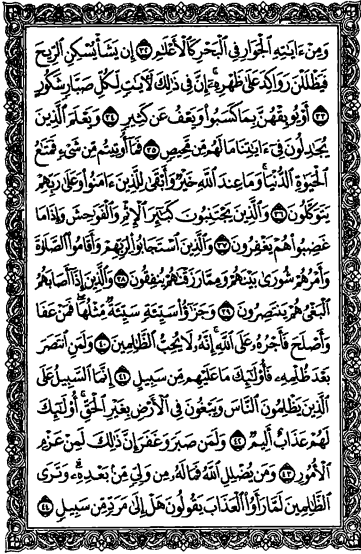 وَمِنْ ءَايَٰتِهِ ٱلْجَوَارِ فِى ٱلْبَحْرِ كَٱلْأَعْلَٰمِ ٣٢ إِن يَشَأْ يُسْكِنِ ٱلرِّيحَ
فَيَظْلَلْنَ رَوَاكِدَ عَلَىٰ ظَهْرِهِۦٓ إِنَّ فِى ذَٰلِكَ لَءَايَٰتٍ لِّكُلِّ صَبَّارٍ شَكُورٍ
٣٣ أَوْ يُوبِقْهُنَّ بِمَا كَسَبُوا۟ وَيَعْفُ عَن كَثِيرٍ ٣٤ وَيَعْلَمَ ٱلَّذِينَ
يُجَٰدِلُونَ فِىٓ ءَايَٰتِنَا مَا لَهُم مِّن مَّحِيصٍ ٣٥ فَمَآ أُوتِيتُم مِّن شَىْءٍ فَمَتَٰعُ
ٱلْحَيَوٰةِ ٱلدُّنْيَا وَمَا عِندَ ٱللَّهِ خَيْرٌ وَأَبْقَىٰ لِلَّذِينَ ءَامَنُوا۟ وَعَلَىٰ رَبِّهِمْ
يَتَوَكَّلُونَ ٣٦ وَٱلَّذِينَ يَجْتَنِبُونَ كَبَٰٓئِرَ ٱلْإِثْمِ وَٱلْفَوَٰحِشَ وَإِذَا مَا
غَضِبُوا۟ هُمْ يَغْفِرُونَ ٣٧ وَٱلَّذِينَ ٱسْتَجَابُوا۟ لِرَبِّهِمْ وَأَقَامُوا۟ ٱلصَّلَوٰةَ
وَأَمْرُهُمْ شُورَىٰ بَيْنَهُمْ وَمِمَّا رَزَقْنَٰهُمْ يُنفِقُونَ ٣٨ وَٱلَّذِينَ إِذَآ أَصَابَهُمُ
ٱلْبَغْىُ هُمْ يَنتَصِرُونَ ٣٩ وَجَزَٰٓؤُا۟ سَيِّئَةٍ سَيِّئَةٌ مِّثْلُهَا فَمَنْ عَفَا
وَأَصْلَحَ فَأَجْرُهُۥ عَلَى ٱللَّهِ إِنَّهُۥ لَا يُحِبُّ ٱلظَّٰلِمِينَ ٤٠ وَلَمَنِ ٱنتَصَرَ
بَعْدَ ظُلْمِهِۦ فَأُو۟لَٰٓئِكَ مَا عَلَيْهِم مِّن سَبِيلٍ ٤١ إِنَّمَا ٱلسَّبِيلُ عَلَى
ٱلَّذِينَ يَظْلِمُونَ ٱلنَّاسَ وَيَبْغُونَ فِى ٱلْأَرْضِ بِغَيْرِ ٱلْحَقِّ أُو۟لَٰٓئِكَ
لَهُمْ عَذَابٌ أَلِيمٌ ٤٢ وَلَمَن صَبَرَ وَغَفَرَ إِنَّ ذَٰلِكَ لَمِنْ عَزْمِ
ٱلْأُمُورِ ٤٣ وَمَن يُضْلِلِ ٱللَّهُ فَمَا لَهُۥ مِن وَلِىٍّ مِّنۢ بَعْدِهِۦ وَتَرَى
ٱلظَّٰلِمِينَ لَمَّا رَأَوُا۟ ٱلْعَذَابَ يَقُولُونَ هَلْ إِلَىٰ مَرَدٍّ مِّن سَبِيلٍ ٤٤